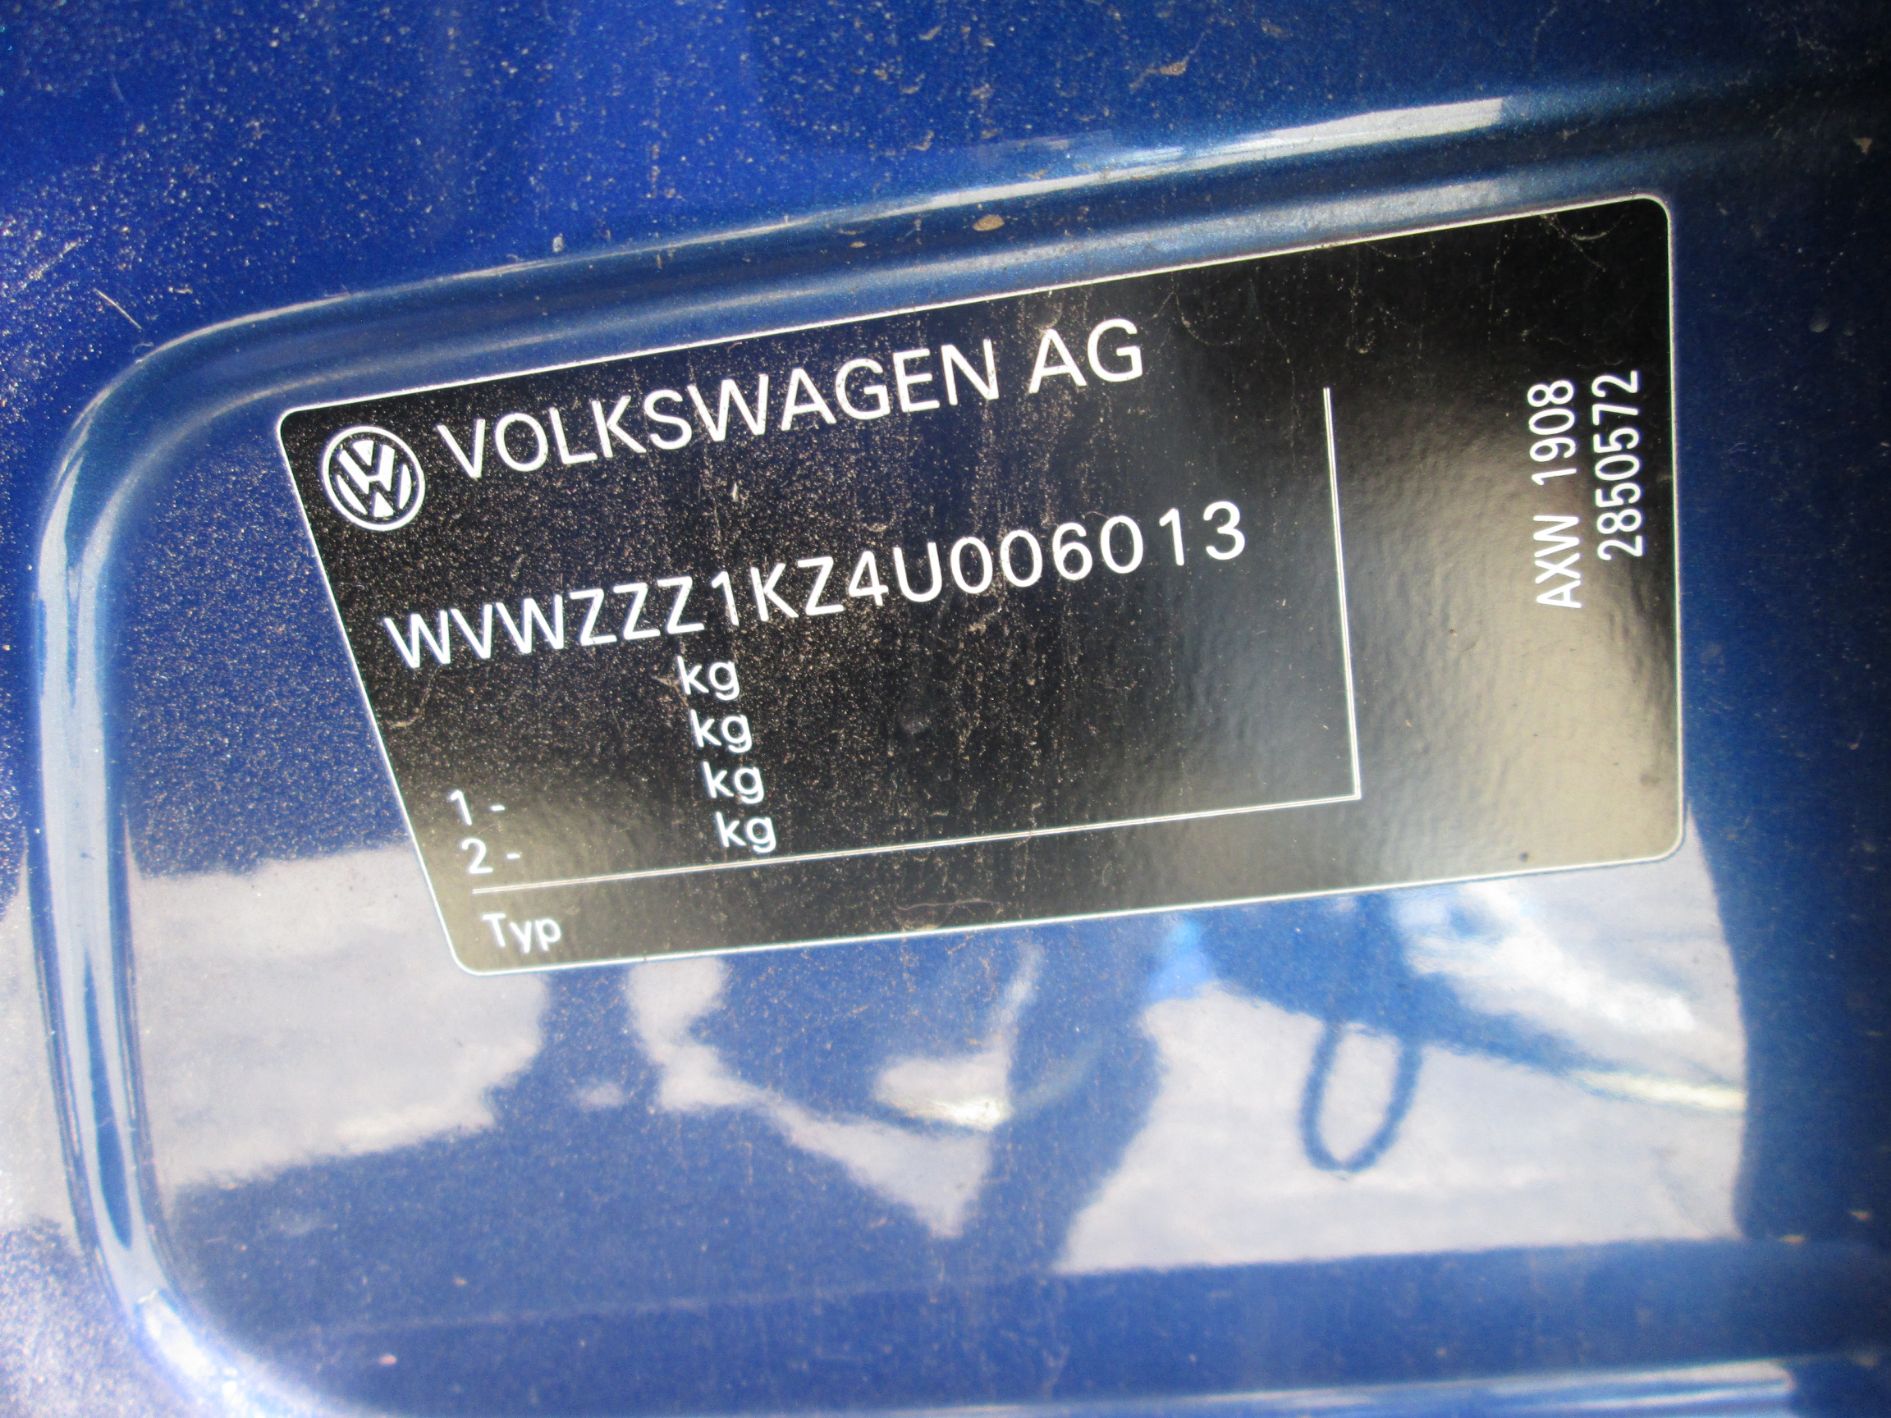 VOLKSWAGEN AG
WVWZZZ1KZ4U006013
kg
kg
1 - kg
2 - kg
Typ
AXW 1908
2850572